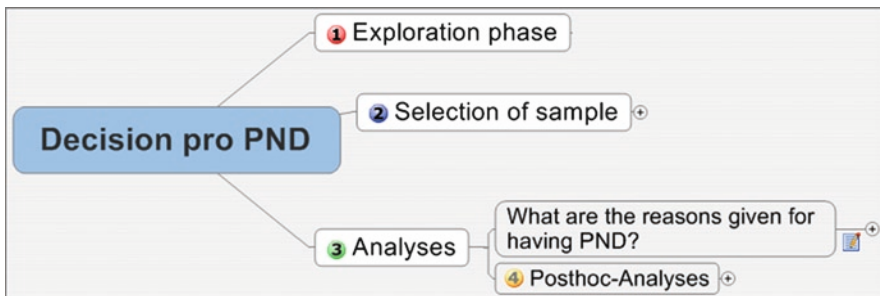 1 Exploration phase
Decision pro PND
2 Selection of sample
3 Analyses
What are the reasons given for
having PND?
4 Posthoc-Analyses